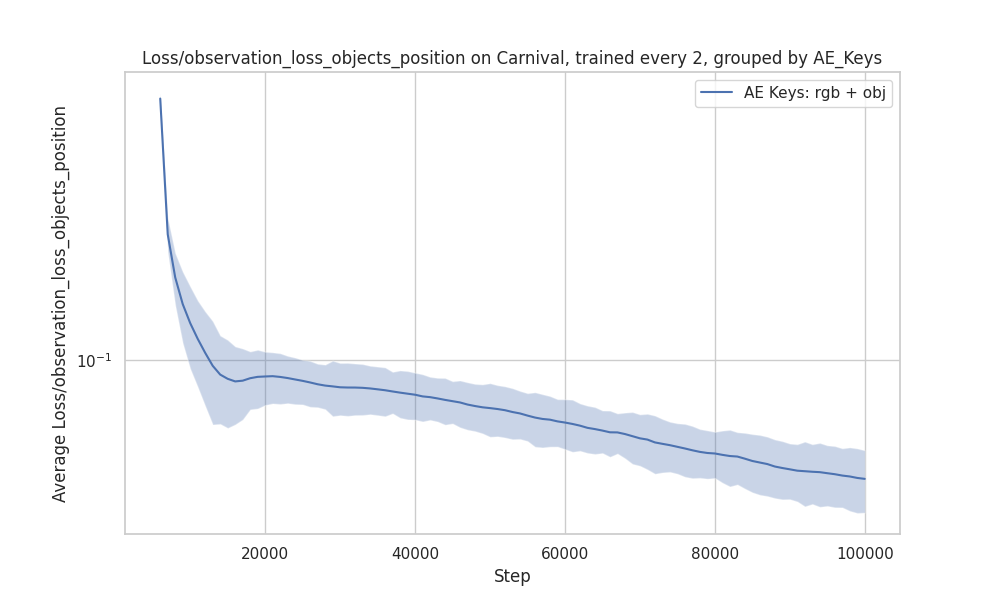 Loss/observation_loss_objects_position on Carnival, trained every 2, grouped by AE_Keys
AE Keys: rgb + obj
Average Loss/observation_loss_objects_position
10⁻¹
20000 40000 60000 80000 100000
Step